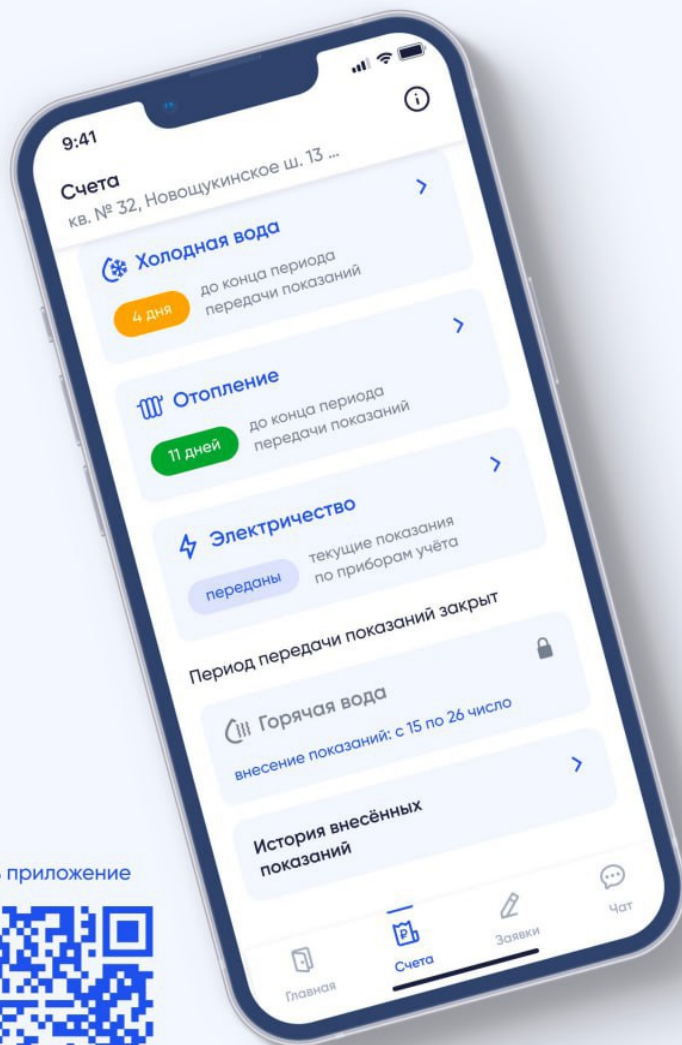 9:41
Счета
кв. № 32, Новощукинское ш. 13 ...
Холодная вода
4 дня
до конца периода
передачи показаний
Отопление
11 дней
до конца периода
передачи показаний
Электричество
переданы
текущие показания
по приборам учёта
Период передачи показаний закрыт
Горячая вода
внесение показаний: с 15 по 26 число
История внесённых
показаний
Главная
Счета
Заявки
Чат
приложение